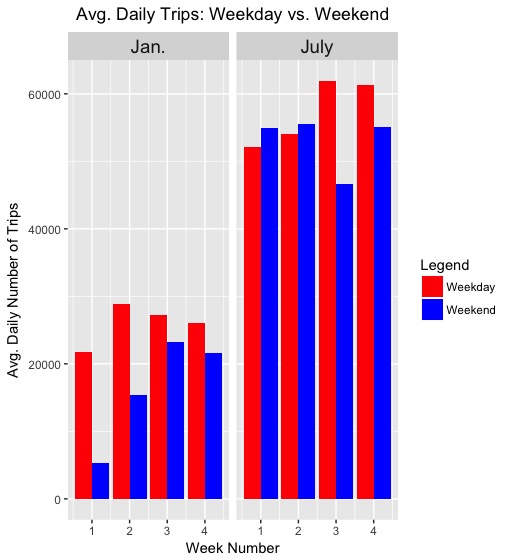 Avg. Daily Trips: Weekday vs. Weekend
Jan.
July
Avg. Daily Number of Trips
60000
40000
20000
0
1 2 3 4
1 2 3 4
Week Number
Legend
Weekday
Weekend